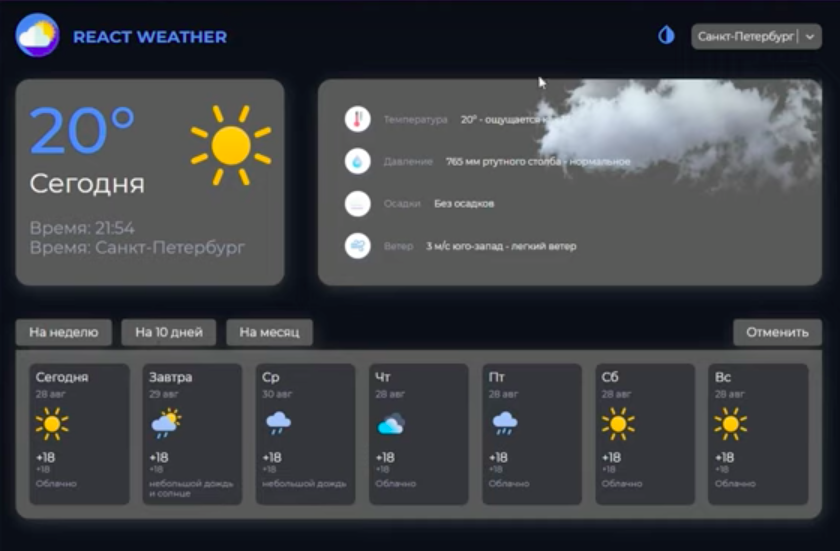 REACT WEATHER
Санкт-Петербург
20°
Сегодня
Время: 21:54
Время: Санкт-Петербург
Температура 20° - ощущается
Давление 765 мм ртутного столба - нормальное
Осадки Без осадков
Ветер 3 м/с юго-запад - легкий ветер
На неделю На 10 дней На месяц Отменить
Сегодня Завтра Ср Чт Пт Сб Вс
28 авг 29 авг 30 авг 28 авг 28 авг 28 авг 28 авг
+18 +18 +18 +18 +18 +18 +18
+18 +18 +18 +18 +18 +18 +18
Облачно небольшой дождь небольшой дождь Облачно Облачно Облачно Облачно
и солнце